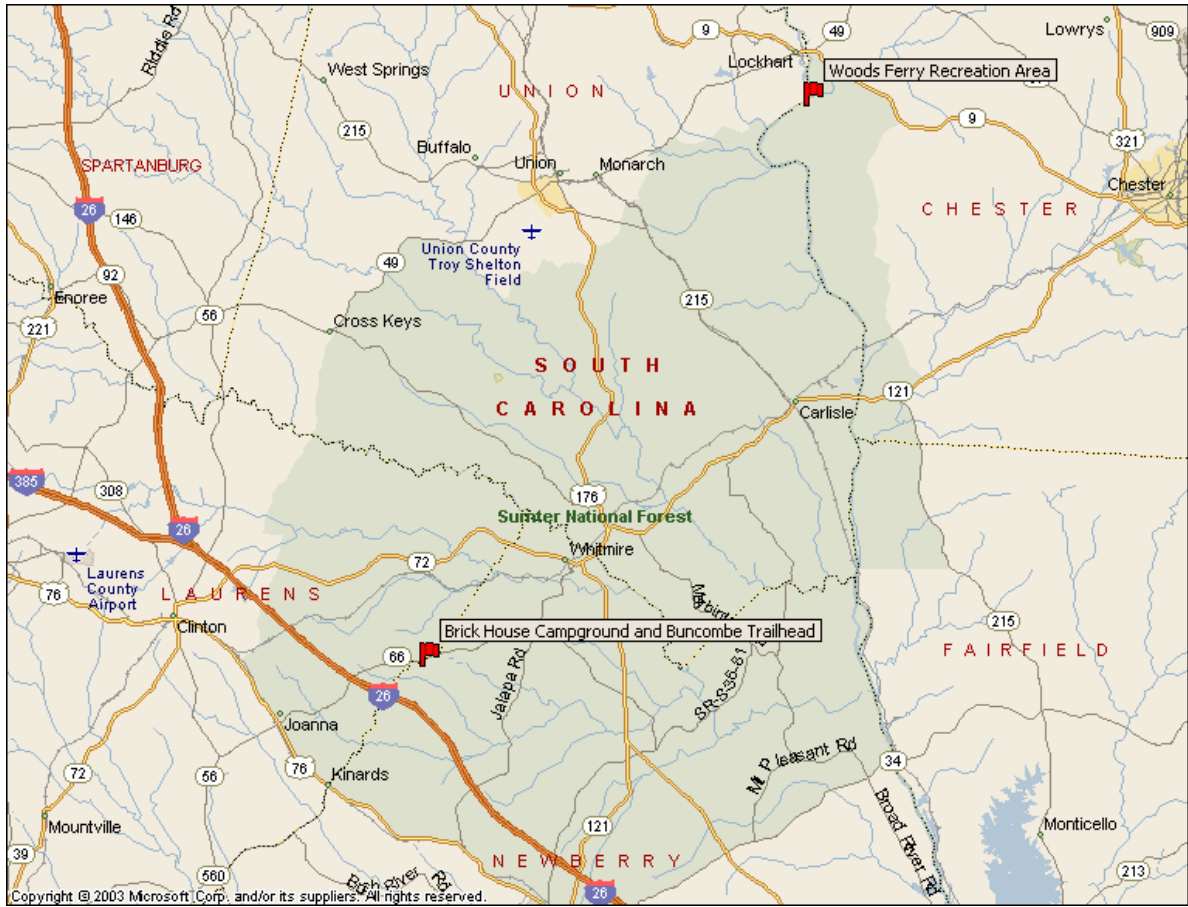 Riddle Rd
9
49
Lowrys
909
Lockhart
West Springs
Woods Ferry Recreation Area
UNION
215
9
321
Buffalo
Union
Monarch
SPARTANBURG
Chester
26
146
CHESTER
Union County
Troy Shelton
Field
49
92
Enoree
215
56
Cross Keys
221
SOUTH
CAROLINA
121
Carlisle
385
308
176
Sumter National Forest
26
Whitmire
72
Laurens
County
Airport
76
LAURENS
Clinton
215
Brick House Campground and Buncombe Trailhead
FAIRFIELD
66
Jalapa Rd
SR-S-36-81
26
Joanna
Mt Pleasant Rd
34
76
72
56
Kinards
Broad River Rd
Mountville
121
Monticello
39
NEWBERRY
213
560
River Rd
26
Copyright © 2003 Microsoft Corp. and/or its suppliers. All rights reserved.